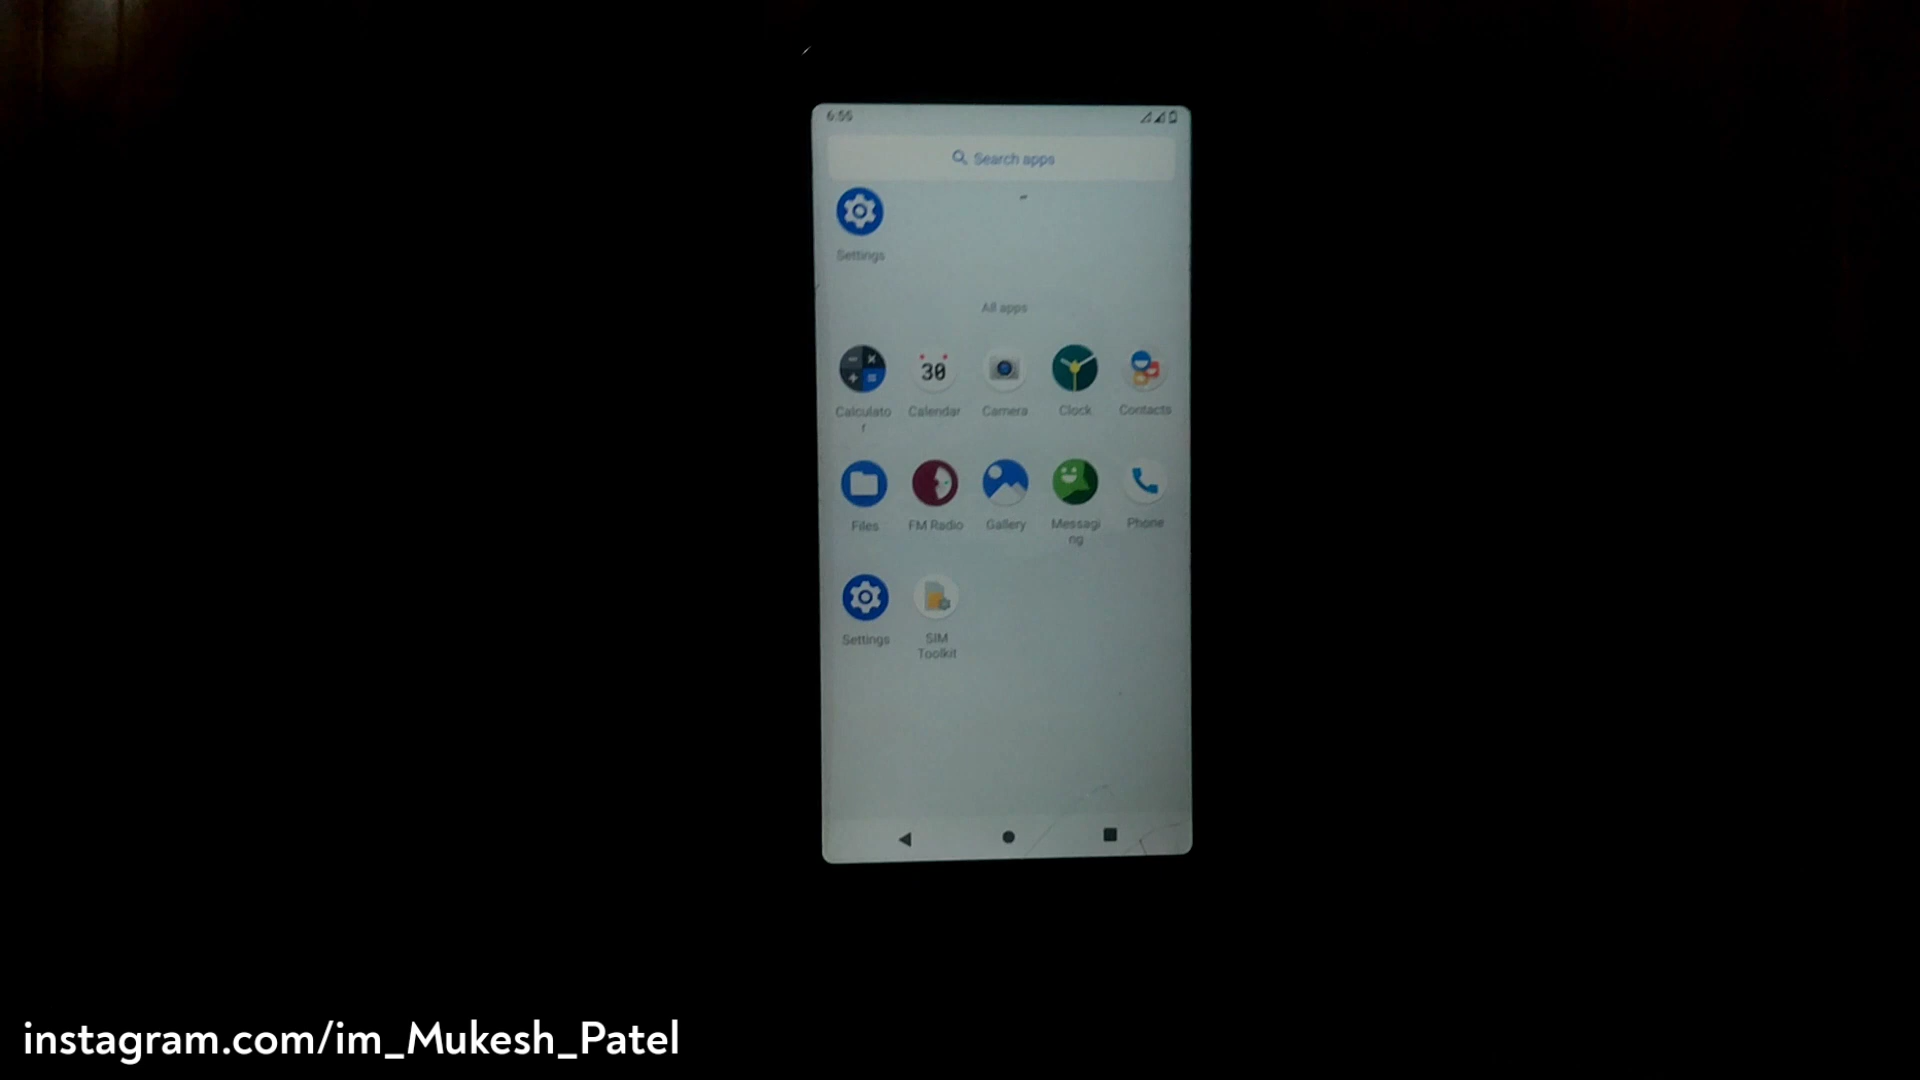 6:55
Search apps
Settings
All apps
30
Calculato
r
Calendar
Camera
Clock
Contacts
Files
FM Radio
Gallery
Messagi
ng
Phone
Settings
SIM
Toolkit
instagram.com/im_Mukesh_Patel